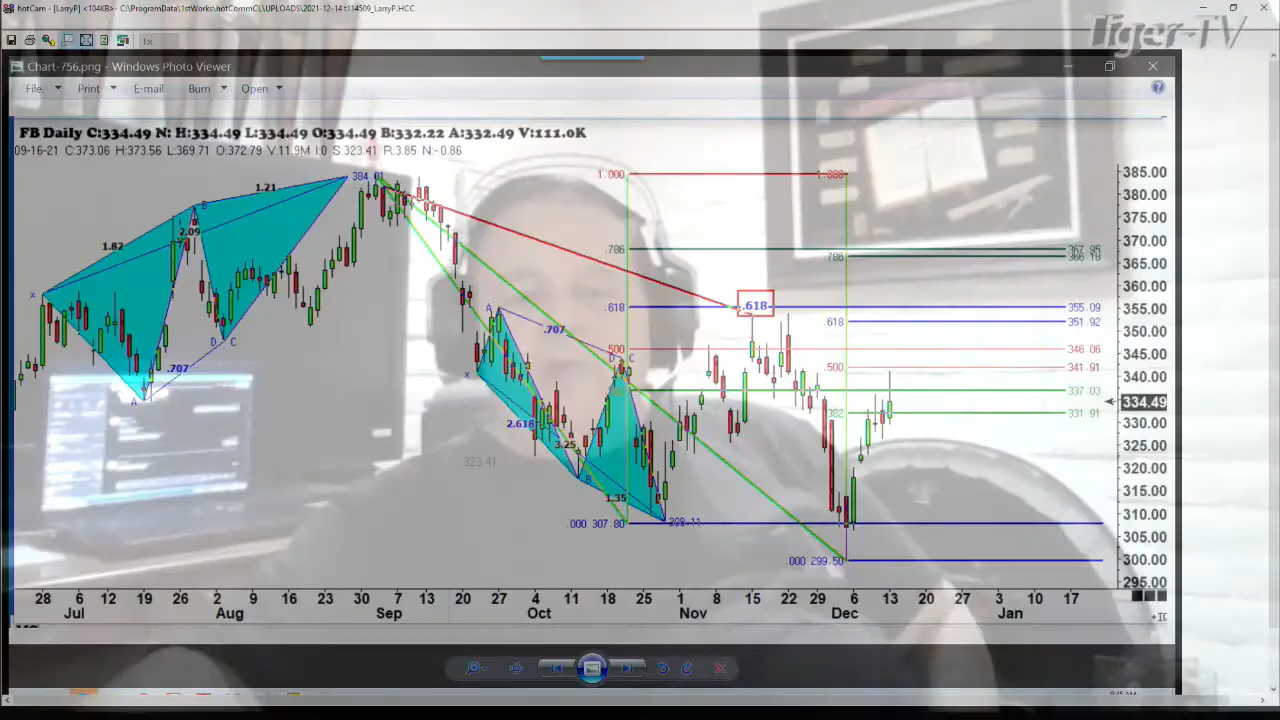 hotCam - [LarryP] <104KB> - C:\ProgramData\1stWorks\hotCommCL\UPLOADS\2021-12-14 t114509_LarryP.HCC
Tiger-TV
1x
Chart-756.png - Windows Photo Viewer
File Print E-mail Burn Open
FB Daily C:334.49 N: H:334.49 L:334.49 O:334.49 B:332.22 A:332.49 V:111.0K
09-16-21 C:373.06 H:373.56 L:369.71 O:372.79 V:11.9M I:0 S:323.41 R:3.85 N:-0.86
1.21
1.82
2.09
X
B
A
.707
D
C
1.000
1.000
.786
367.95
.786
366.18
.618
.618
355.09
618
351.92
.500
346.06
500
341.91
337.03
382
331.91
334.49
A
.707
D
C
X
2.618
3.25
B
1.35
323.41
.000 307.80
.000 299.50
385.00
380.00
375.00
370.00
365.00
360.00
355.00
350.00
345.00
340.00
330.00
325.00
320.00
315.00
310.00
305.00
300.00
295.00
28 6 12 19 26 2 9 16 23 30 7 13 20 27 4 11 18 25 1 8 15 22 29 6 13 20 27 3 10 17
Jul Aug Sep Oct Nov Dec Jan